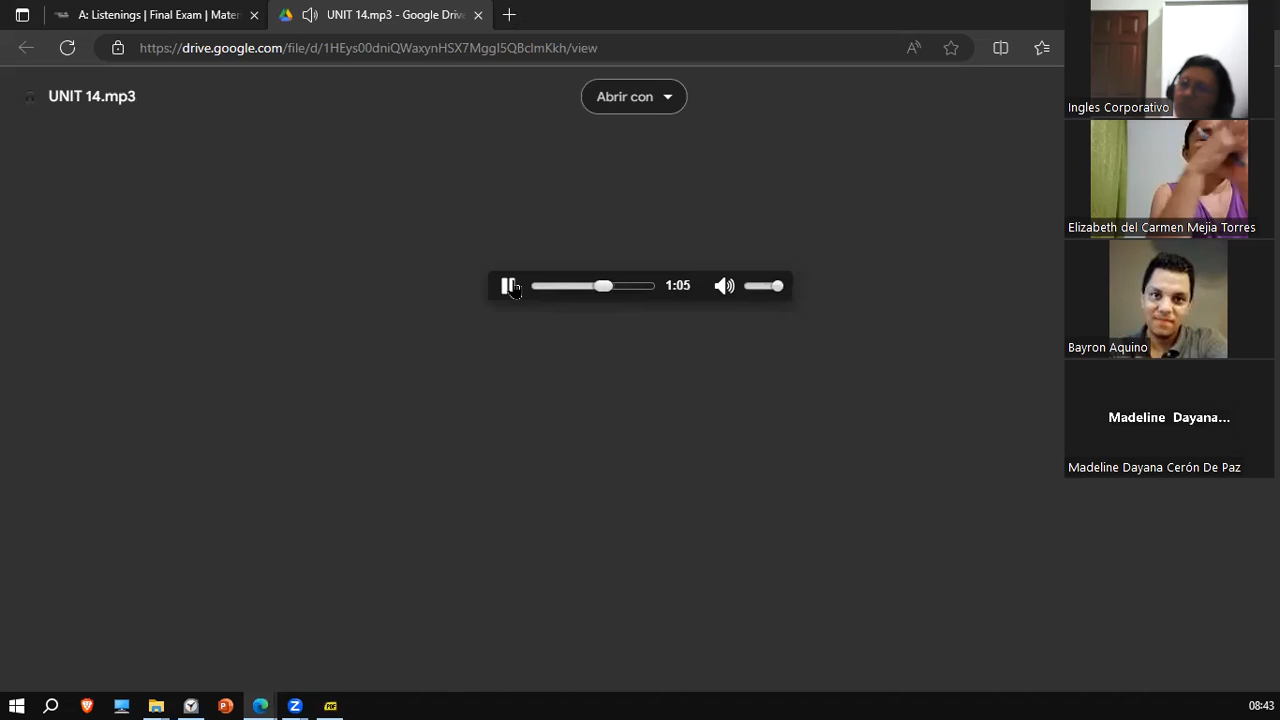 A: Listenings | Final Exam | Mater
UNIT 14.mp3 - Google Driv
https://drive.google.com/file/d/1HEys00dniQWaxynHSX7MggI5QBclmKkh/view
UNIT 14.mp3
Abrir con
1:05
Ingles Corporativo
Elizabeth del Carmen Mejia Torres
Bayron Aquino
Madeline Dayana...
Madeline Dayana Cerón De Paz
08:43